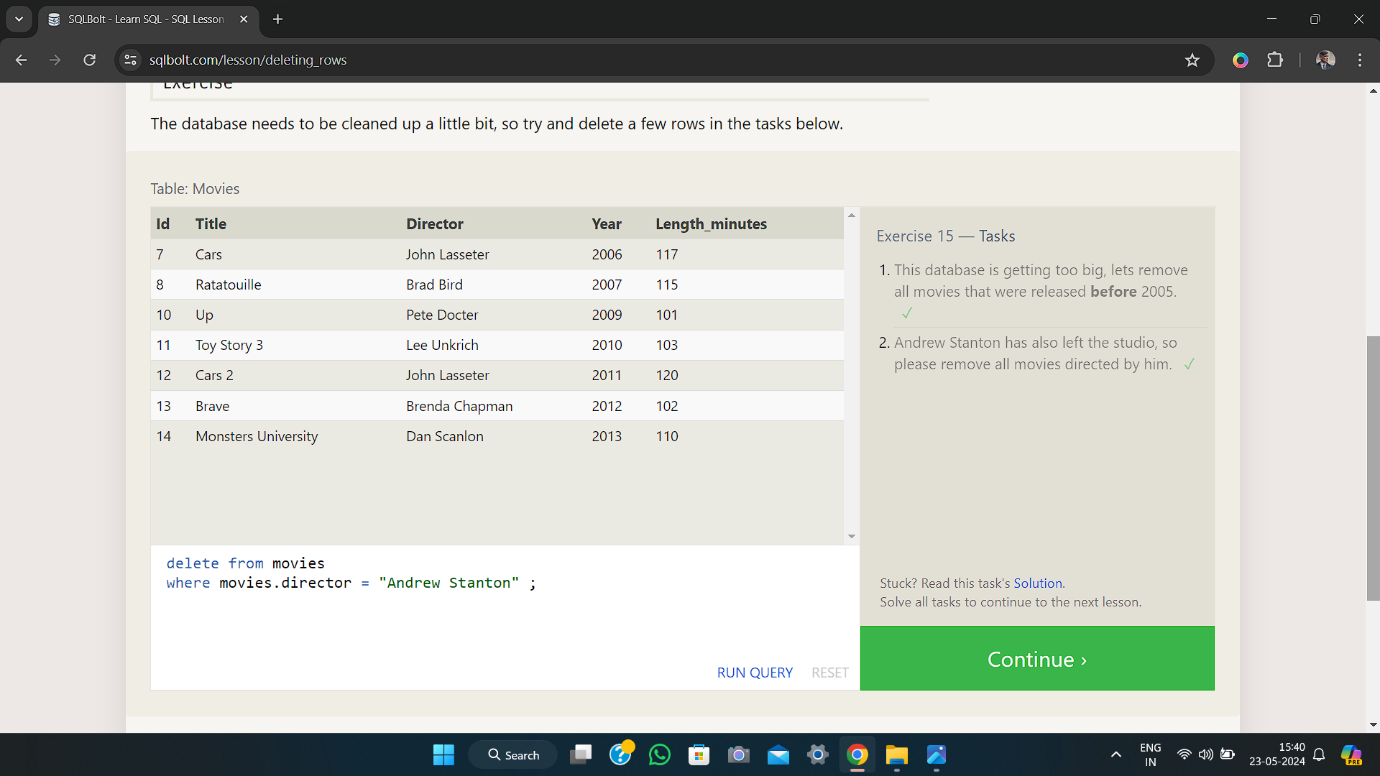 SQLBolt - Learn SQL - SQL Lesson
sqlbolt.com/lesson/deleting_rows
Exercise
The database needs to be cleaned up a little bit, so try and delete a few rows in the tasks below.
Table: Movies
Id Title Director Year Length_minutes
7 Cars John Lasseter 2006 117
8 Ratatouille Brad Bird 2007 115
10 Up Pete Docter 2009 101
11 Toy Story 3 Lee Unkrich 2010 103
12 Cars 2 John Lasseter 2011 120
13 Brave Brenda Chapman 2012 102
14 Monsters University Dan Scanlon 2013 110
Exercise 15 — Tasks
1. This database is getting too big, lets remove
all movies that were released before 2005.
✓
2. Andrew Stanton has also left the studio, so
please remove all movies directed by him. ✓
delete from movies
where movies.director = "Andrew Stanton" ;
RUN QUERY RESET
Stuck? Read this task's Solution.
Solve all tasks to continue to the next lesson.
Continue ›
Search
ENG
IN
15:40
23-05-2024
PRE